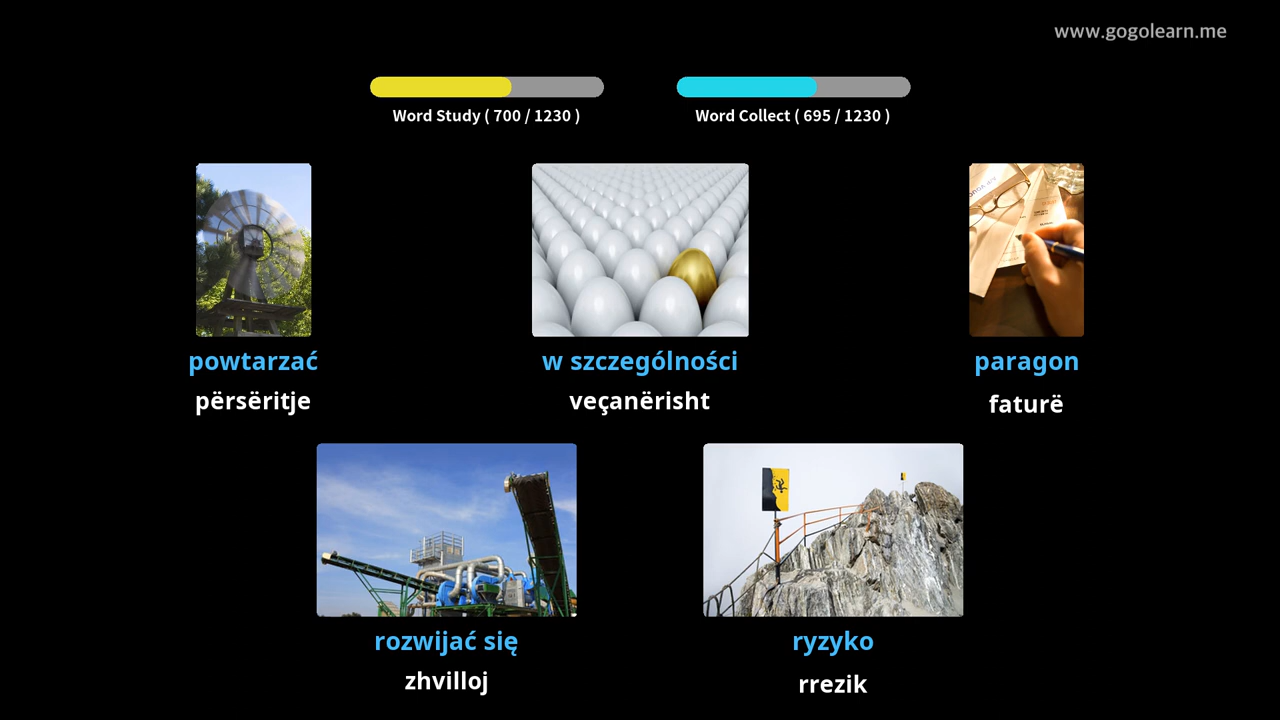 www.gogolearn.me
Word Study ( 700 / 1230 )
Word Collect ( 695 / 1230 )
powtarzać
përsëritje
w szczególności
veçanërisht
paragon
faturë
rozwijać się
zhvilloj
ryzyko
rrezik